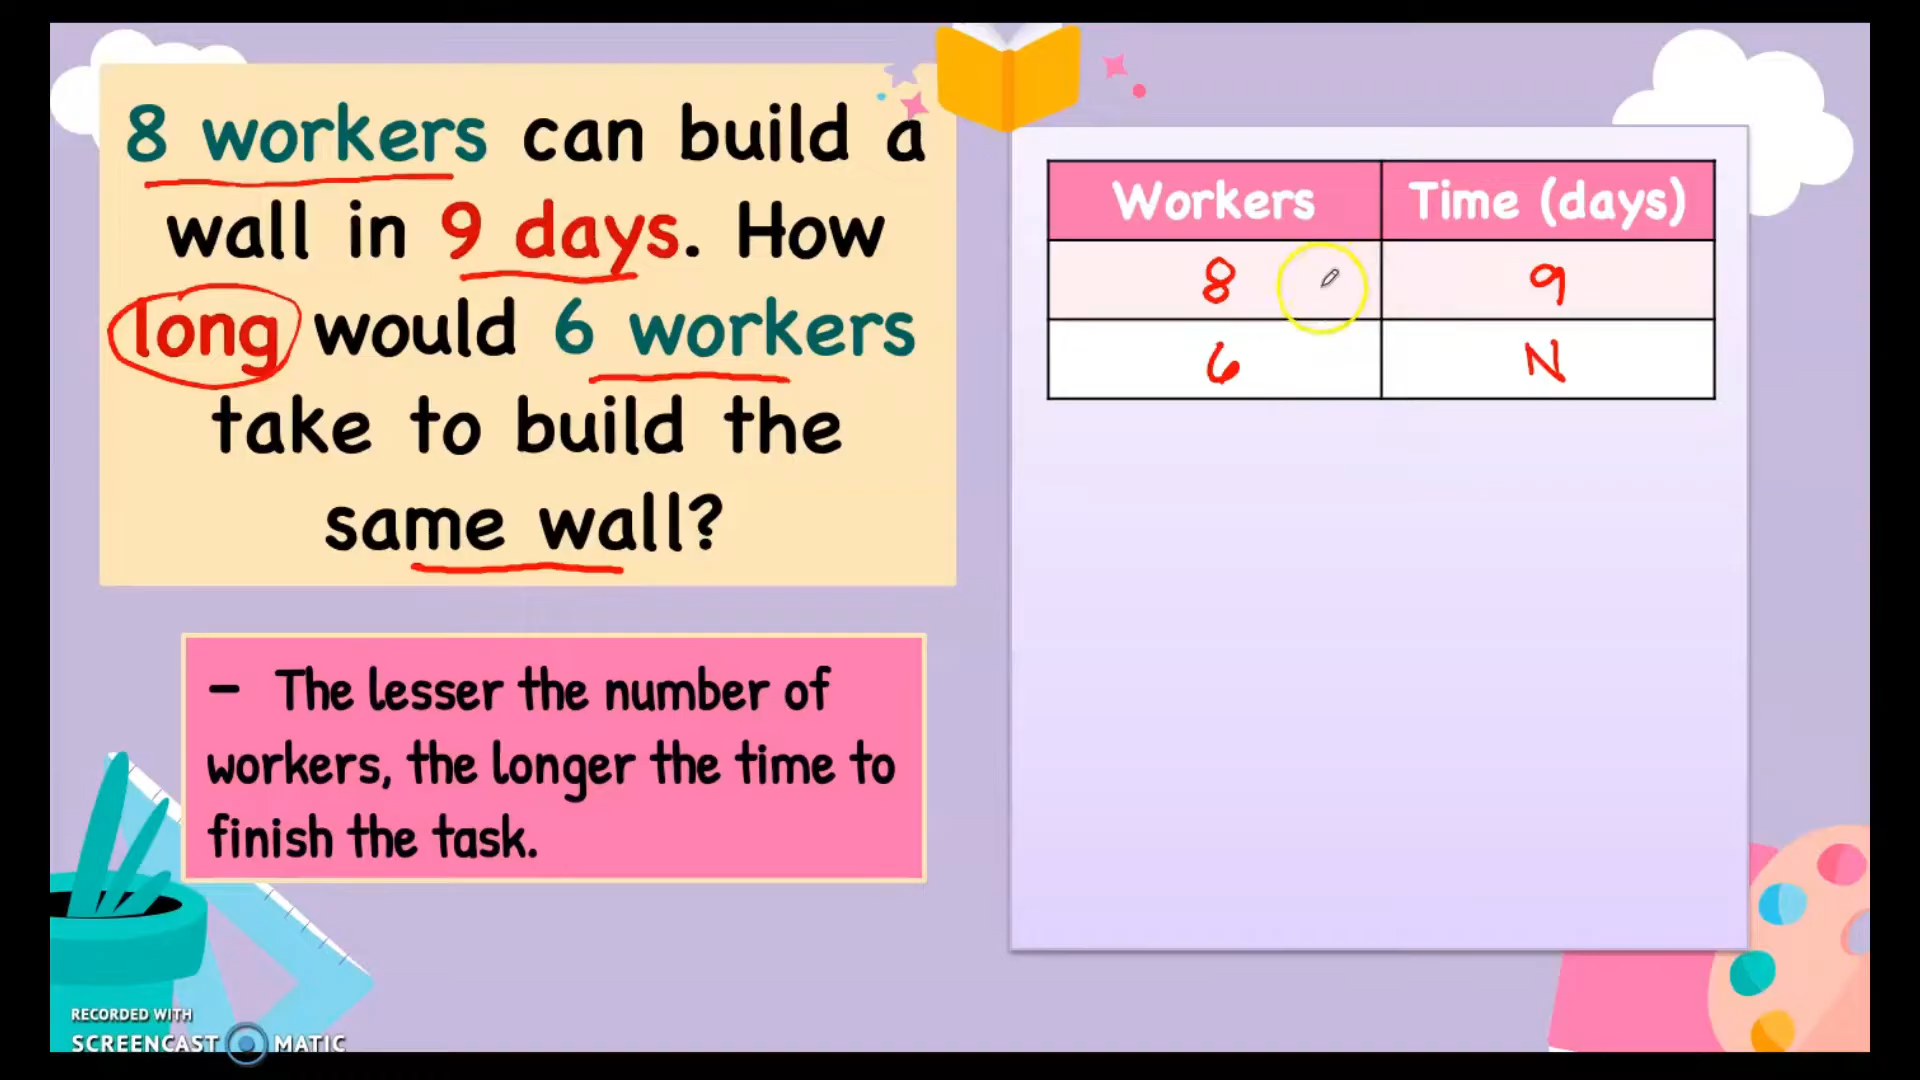 8 workers can build a
wall in 9 days. How
long would 6 workers
take to build the
same wall?
Workers Time (days)
8 9
6 N
– The lesser the number of
workers, the longer the time to
finish the task.
RECORDED WITH
SCREENCAST MATIC